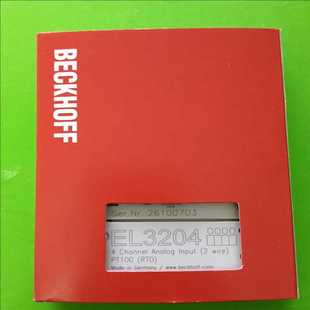 BECKHOFF
Ser.Nr. 26100703
EL3204 0000
4 Channel Analog Input (2 wire)
PT100 (RTD)
Made in Germany / www.beckhoff.com